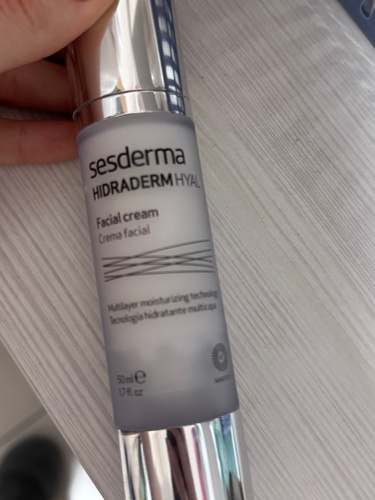 sesderma
HIDRADERM HYAL
Facial cream
Crema facial
Multilayer moisturizing technology
Tecnología hidratante multicapa
50 ml ℮
1.7 fl. oz